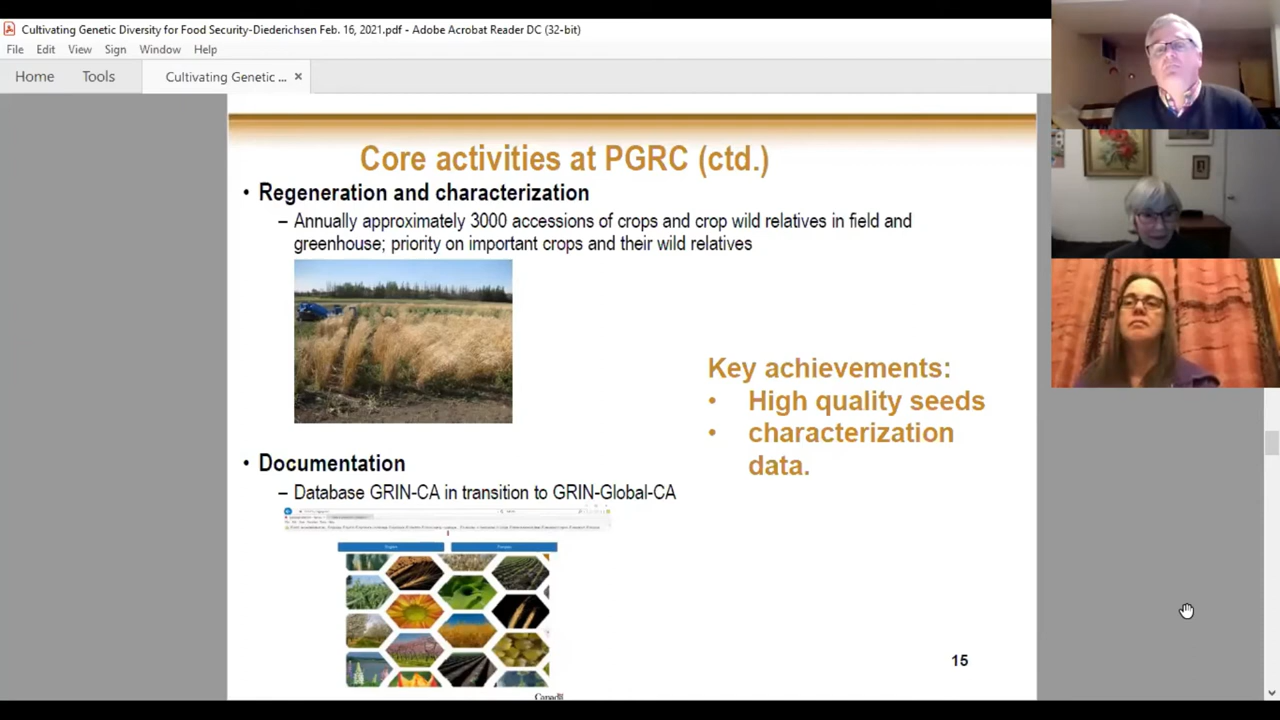 Cultivating Genetic Diversity for Food Security-Diederichsen Feb. 16, 2021.pdf - Adobe Acrobat Reader DC (32-bit)
File Edit View Sign Window Help
Home Tools Cultivating Genetic ... ×
Core activities at PGRC (ctd.)
• Regeneration and characterization
– Annually approximately 3000 accessions of crops and crop wild relatives in field and
greenhouse; priority on important crops and their wild relatives
Key achievements:
• High quality seeds
• characterization
data.
• Documentation
– Database GRIN-CA in transition to GRIN-Global-CA
15
Canada